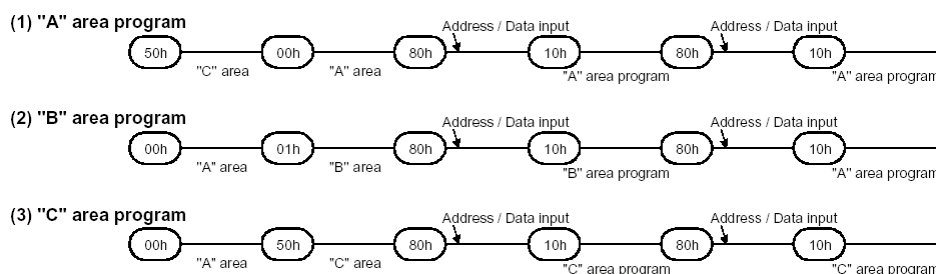 (1) "A" area program
Address / Data input
Address / Data input
50h
00h
80h
10h
80h
10h
"C" area
"A" area
"A" area program
"A" area program
(2) "B" area program
Address / Data input
Address / Data input
00h
01h
80h
10h
80h
10h
"A" area
"B" area
"B" area program
"A" area program
(3) "C" area program
Address / Data input
Address / Data input
00h
50h
80h
10h
80h
10h
"A" area
"C" area
"C" area program
"C" area program